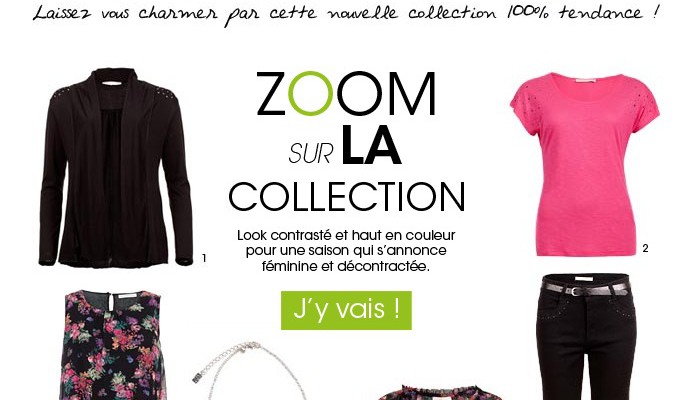 Laissez vous charmer par cette nouvelle collection 100% tendance !
ZOOM
SUR LA
COLLECTION
Look contrasté et haut en couleur
pour une saison qui s'annonce
féminine et décontractée.
1
2
J'y vais !